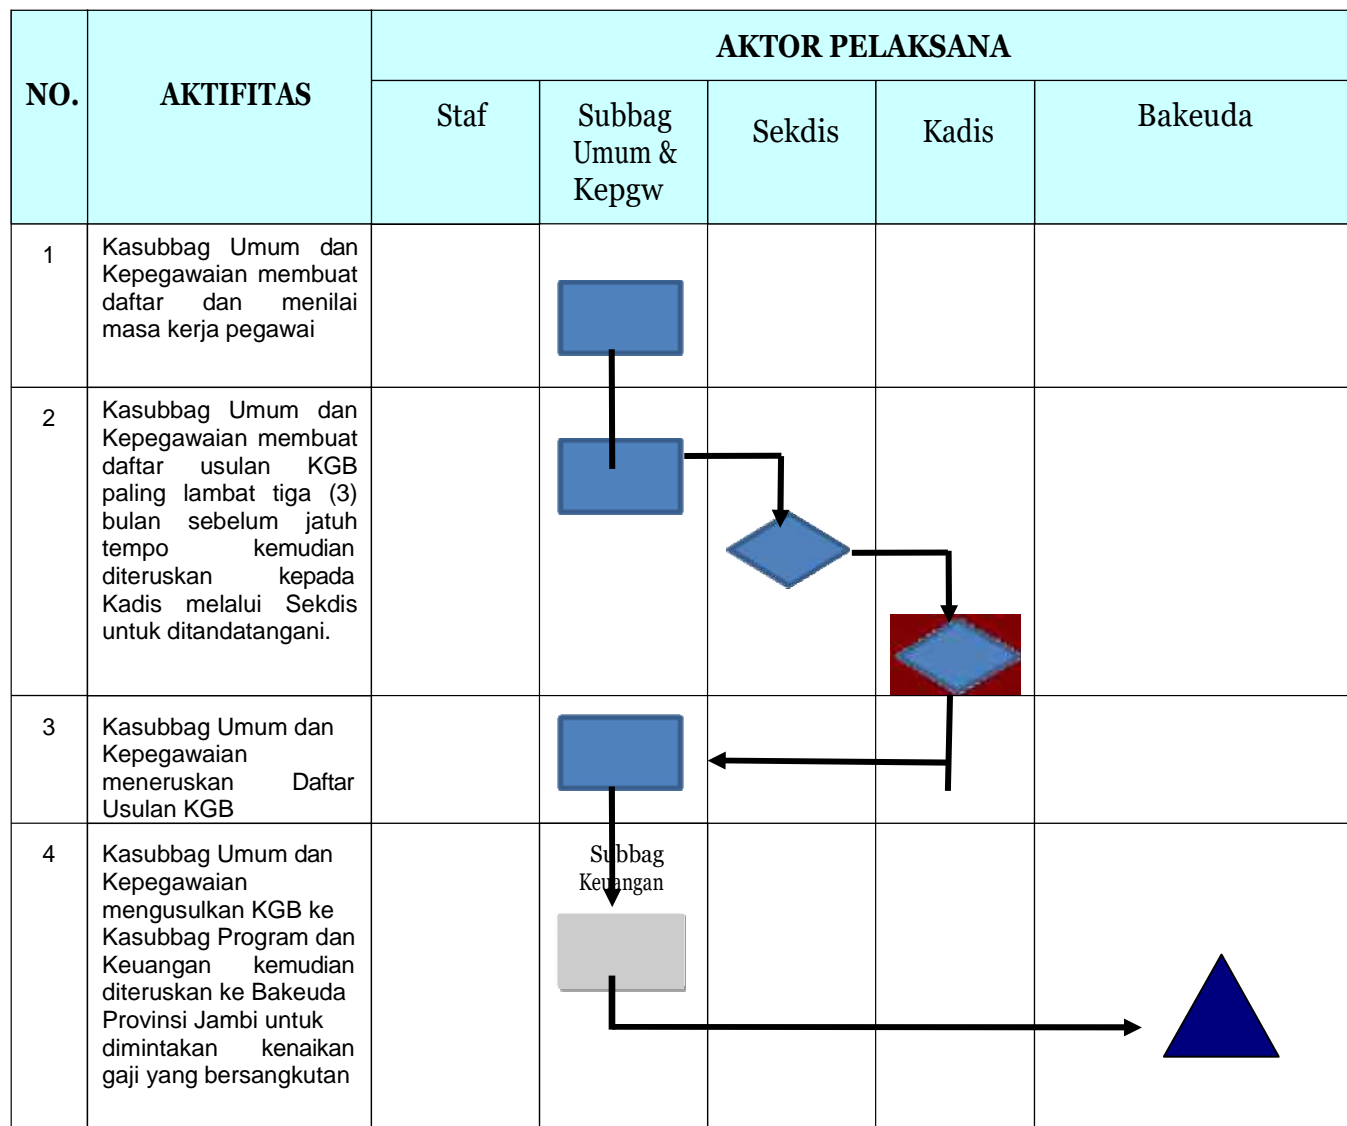 AKTOR PELAKSANA
NO.
AKTIFITAS
Staf
Subbag
Umum &
Kepgw
Sekdis
Kadis
Bakeuda
1
Kasubbag Umum dan
Kepegawaian membuat
daftar dan menilai
masa kerja pegawai
2
Kasubbag Umum dan
Kepegawaian membuat
daftar usulan KGB
paling lambat tiga (3)
bulan sebelum jatuh
tempo kemudian
diteruskan kepada
Kadis melalui Sekdis
untuk ditandatangani.
3
Kasubbag Umum dan
Kepegawaian
meneruskan Daftar
Usulan KGB
4
Kasubbag Umum dan
Kepegawaian
mengusulkan KGB ke
Kasubbag Program dan
Keuangan kemudian
diteruskan ke Bakeuda
Provinsi Jambi untuk
dimintakan kenaikan
gaji yang bersangkutan
Subbag
Keuangan